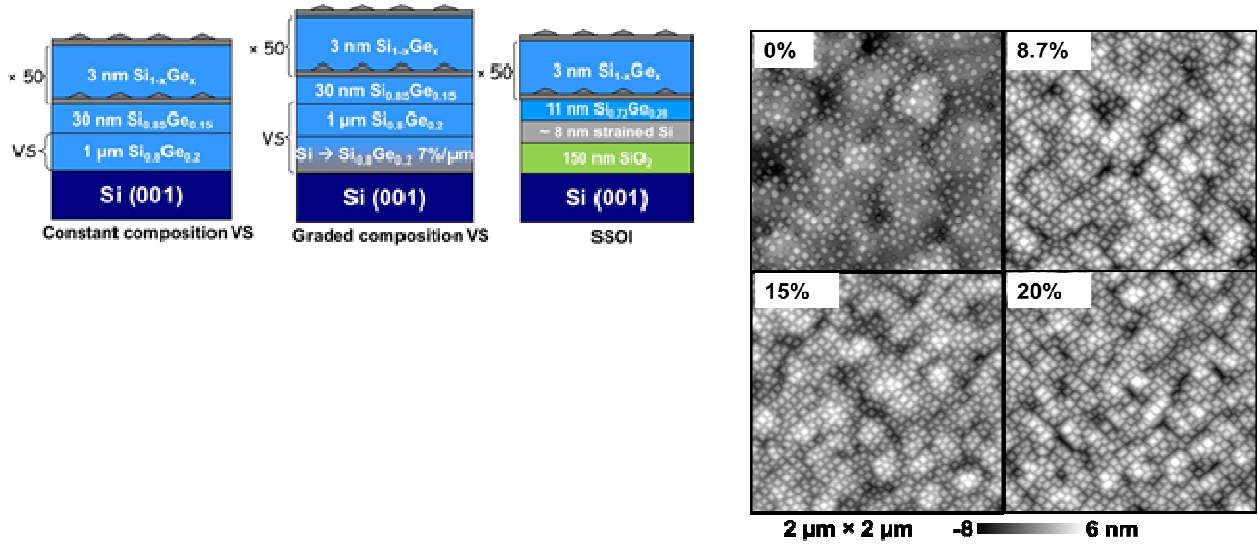 × 50
3 nm Si₁₋ₓGeₓ
30 nm Si₀.₈₅Ge₀.₁₅
VS
1 µm Si₀.₈Ge₀.₂
Si (001)
Constant composition VS
× 50
3 nm Si₁₋ₓGeₓ
30 nm Si₀.₈₅Ge₀.₁₅
VS
1 µm Si₀.₈Ge₀.₂
Si → Si₀.₈Ge₀.₂ 7%/µm
Si (001)
Graded composition VS
× 50
3 nm Si₁₋ₓGeₓ
11 nm Si₀.₇₂Ge₀.₂₈
~ 8 nm strained Si
150 nm SiO₂
Si (001)
SSOI
0%
8.7%
15%
20%
2 µm × 2 µm
-8
6 nm